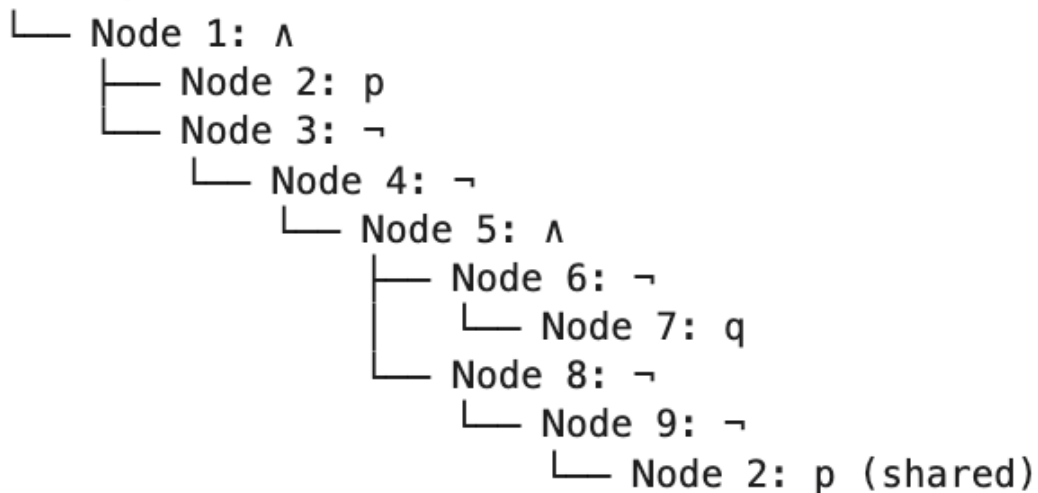 └── Node 1: ∧
    ├── Node 2: p
    └── Node 3: ¬
        └── Node 4: ¬
            └── Node 5: ∧
                ├── Node 6: ¬
                │   └── Node 7: q
                └── Node 8: ¬
                    └── Node 9: ¬
                        └── Node 2: p (shared)